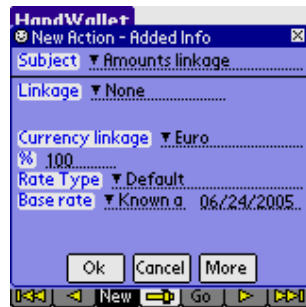 HandWallet
New Action - Added Info
Subject Amounts linkage
Linkage None
Currency linkage Euro
% 100
Rate Type Default
Base rate Known a 06/24/2005
Ok Cancel More
New Go